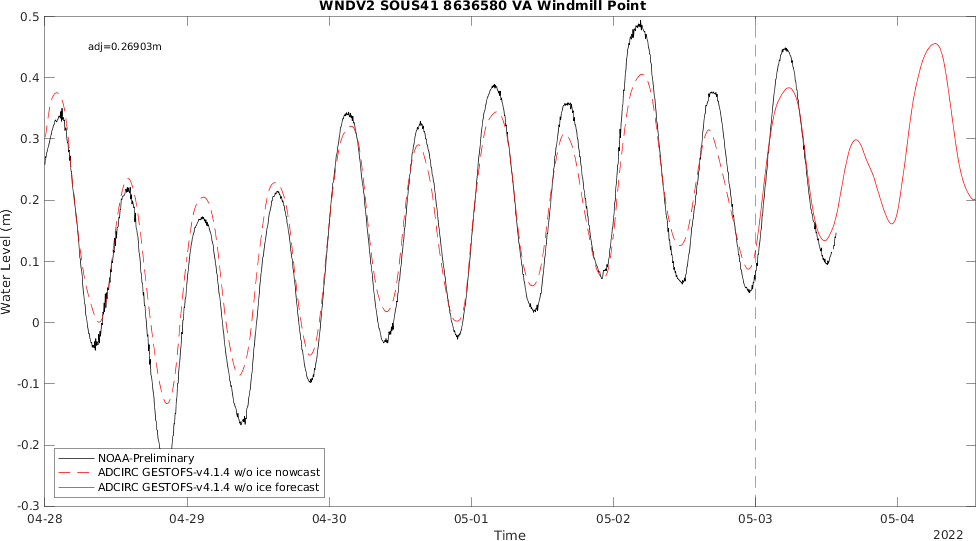 WNDV2 SOUS41 8636580 VA Windmill Point
adj=0.26903m
Water Level (m)
0.5
0.4
0.3
0.2
0.1
0
-0.1
-0.2
-0.3
NOAA-Preliminary
ADCIRC GESTOFS-v4.1.4 w/o ice nowcast
ADCIRC GESTOFS-v4.1.4 w/o ice forecast
04-28 04-29 04-30 05-01 05-02 05-03 05-04
Time
2022